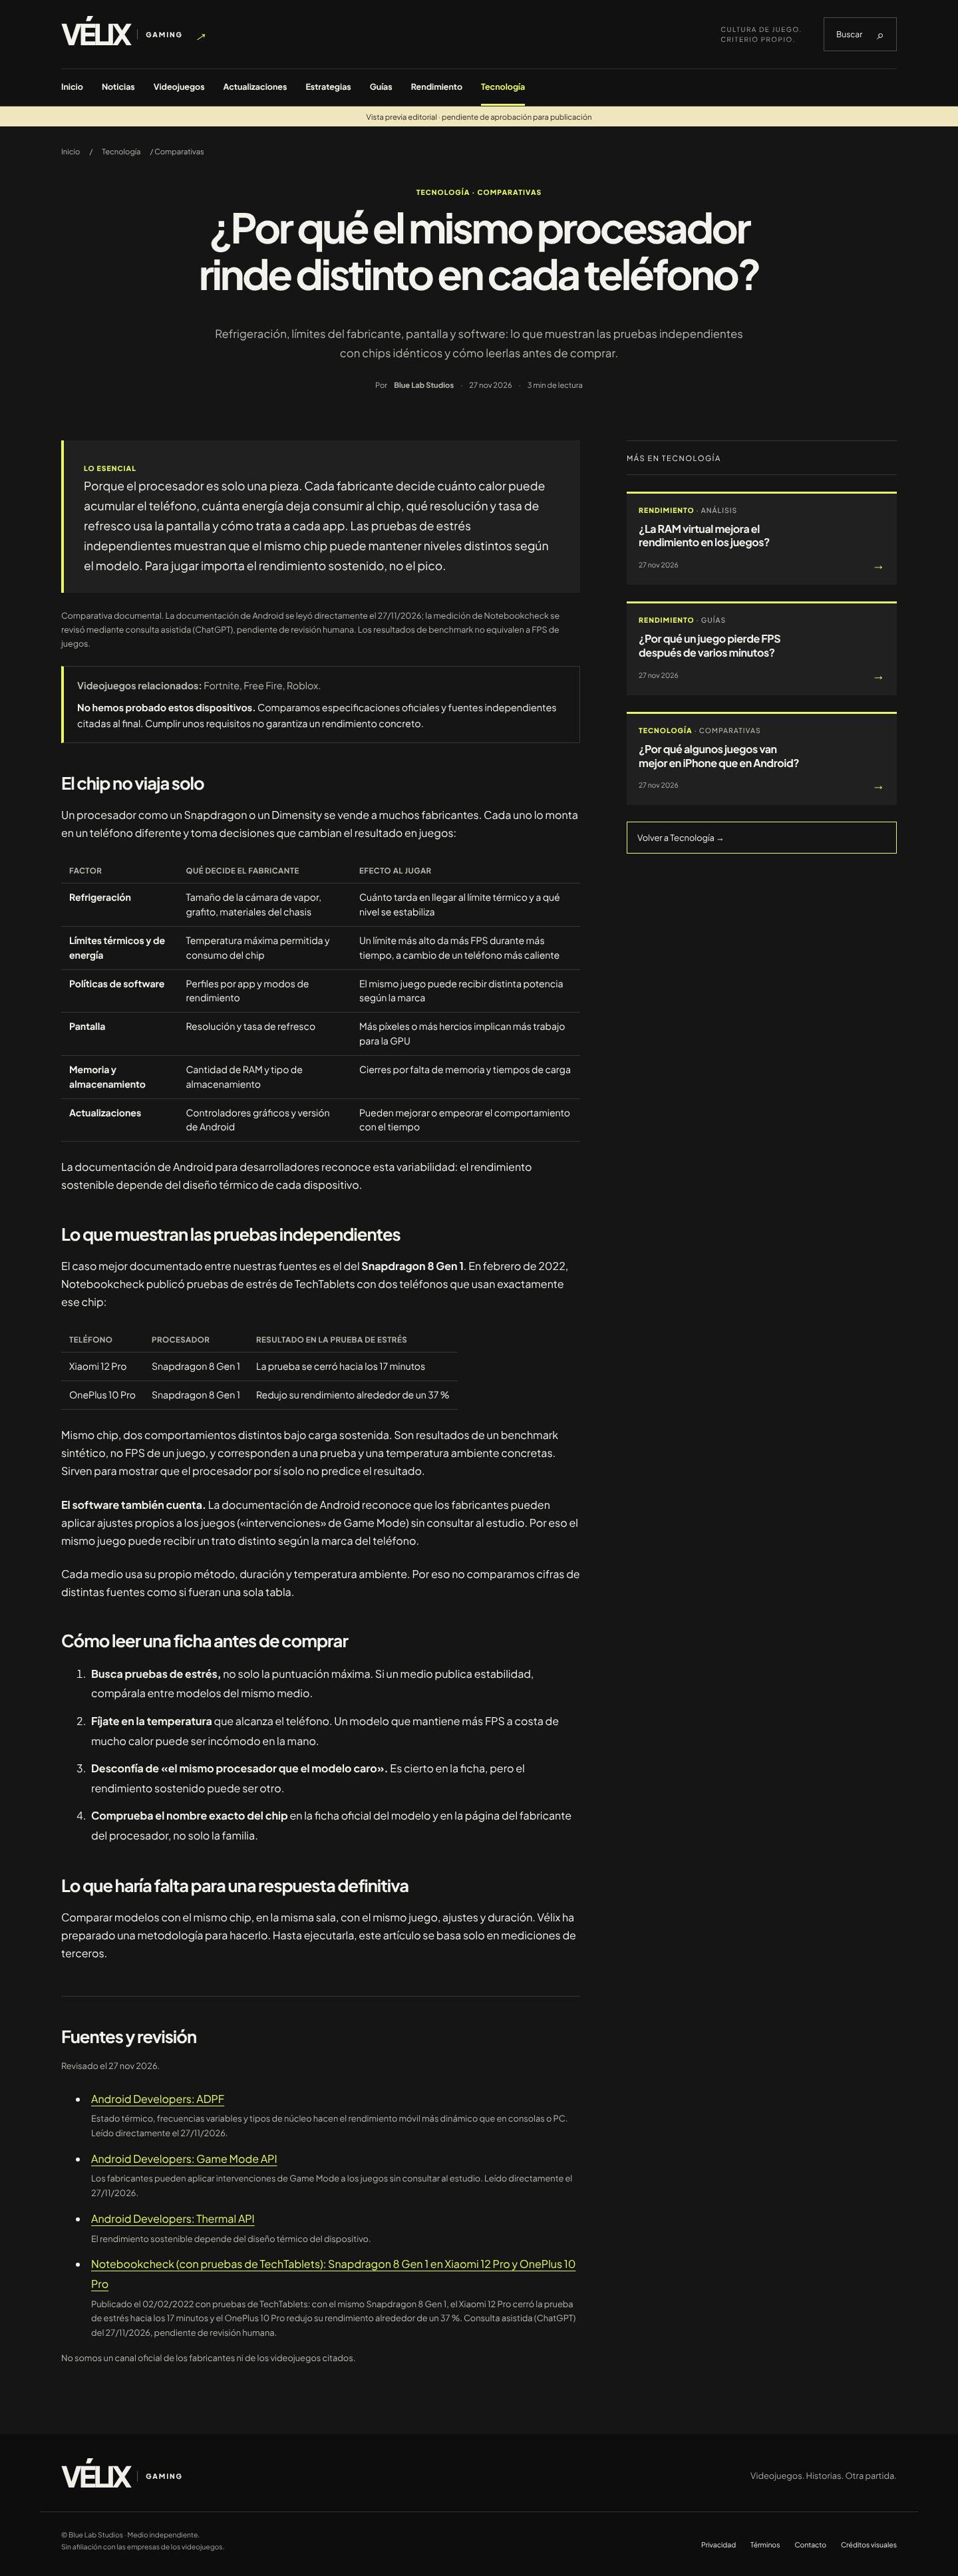 VÉLIX GAMING
CULTURA DE JUEGO.
CRITERIO PROPIO.
Buscar
Inicio Noticias Videojuegos Actualizaciones Estrategias Guías Rendimiento Tecnología
Vista previa editorial · pendiente de aprobación para publicación
Inicio / Tecnología / Comparativas
TECNOLOGÍA · COMPARATIVAS
¿Por qué el mismo procesador
rinde distinto en cada teléfono?
Refrigeración, límites del fabricante, pantalla y software: lo que muestran las pruebas independientes
con chips idénticos y cómo leerlas antes de comprar.
Por Blue Lab Studios · 27 nov 2026 · 3 min de lectura
LO ESENCIAL
Porque el procesador es solo una pieza. Cada fabricante decide cuánto calor puede
acumular el teléfono, cuánta energía deja consumir al chip, qué resolución y tasa de
refresco usa la pantalla y cómo trata a cada app. Las pruebas de estrés
independientes muestran que el mismo chip puede mantener niveles distintos según
el modelo. Para jugar importa el rendimiento sostenido, no el pico.
Comparativa documental. La documentación de Android se leyó directamente el 27/11/2026; la medición de Notebookcheck se
revisó mediante consulta asistida (ChatGPT), pendiente de revisión humana. Los resultados de benchmark no equivalen a FPS de
juegos.
Videojuegos relacionados: Fortnite, Free Fire, Roblox.
No hemos probado estos dispositivos. Comparamos especificaciones oficiales y fuentes independientes
citadas al final. Cumplir unos requisitos no garantiza un rendimiento concreto.
El chip no viaja solo
Un procesador como un Snapdragon o un Dimensity se vende a muchos fabricantes. Cada uno lo monta
en un teléfono diferente y toma decisiones que cambian el resultado en juegos:
FACTOR QUÉ DECIDE EL FABRICANTE EFECTO AL JUGAR
Refrigeración Tamaño de la cámara de vapor, Cuánto tarda en llegar al límite térmico y a qué
grafito, materiales del chasis nivel se estabiliza
Límites térmicos y de Temperatura máxima permitida y Un límite más alto da más FPS durante más
energía consumo del chip tiempo, a cambio de un teléfono más caliente
Políticas de software Perfiles por app y modos de El mismo juego puede recibir distinta potencia
rendimiento según la marca
Pantalla Resolución y tasa de refresco Más píxeles o más hercios implican más trabajo
para la GPU
Memoria y Cantidad de RAM y tipo de Cierres por falta de memoria y tiempos de carga
almacenamiento almacenamiento
Actualizaciones Controladores gráficos y versión Pueden mejorar o empeorar el comportamiento
de Android con el tiempo
La documentación de Android para desarrolladores reconoce esta variabilidad: el rendimiento
sostenible depende del diseño térmico de cada dispositivo.
Lo que muestran las pruebas independientes
El caso mejor documentado entre nuestras fuentes es el del Snapdragon 8 Gen 1. En febrero de 2022,
Notebookcheck publicó pruebas de estrés de TechTablets con dos teléfonos que usan exactamente
ese chip:
TELÉFONO PROCESADOR RESULTADO EN LA PRUEBA DE ESTRÉS
Xiaomi 12 Pro Snapdragon 8 Gen 1 La prueba se cerró hacia los 17 minutos
OnePlus 10 Pro Snapdragon 8 Gen 1 Redujo su rendimiento alrededor de un 37 %
Mismo chip, dos comportamientos distintos bajo carga sostenida. Son resultados de un benchmark
sintético, no FPS de un juego, y corresponden a una prueba y una temperatura ambiente concretas.
Sirven para mostrar que el procesador por sí solo no predice el resultado.
El software también cuenta. La documentación de Android reconoce que los fabricantes pueden
aplicar ajustes propios a los juegos («intervenciones» de Game Mode) sin consultar al estudio. Por eso el
mismo juego puede recibir un trato distinto según la marca del teléfono.
Cada medio usa su propio método, duración y temperatura ambiente. Por eso no comparamos cifras de
distintas fuentes como si fueran una sola tabla.
Cómo leer una ficha antes de comprar
1. Busca pruebas de estrés, no solo la puntuación máxima. Si un medio publica estabilidad,
compárala entre modelos del mismo medio.
2. Fíjate en la temperatura que alcanza el teléfono. Un modelo que mantiene más FPS a costa de
mucho calor puede ser incómodo en la mano.
3. Desconfía de «el mismo procesador que el modelo caro». Es cierto en la ficha, pero el
rendimiento sostenido puede ser otro.
4. Comprueba el nombre exacto del chip en la ficha oficial del modelo y en la página del fabricante
del procesador, no solo la familia.
Lo que haría falta para una respuesta definitiva
Comparar modelos con el mismo chip, en la misma sala, con el mismo juego, ajustes y duración. Vélix ha
preparado una metodología para hacerlo. Hasta ejecutarla, este artículo se basa solo en mediciones de
terceros.
Fuentes y revisión
Revisado el 27 nov 2026.
Android Developers: ADPF
Estado térmico, frecuencias variables y tipos de núcleo hacen el rendimiento móvil más dinámico que en consolas o PC.
Leído directamente el 27/11/2026.
Android Developers: Game Mode API
Los fabricantes pueden aplicar intervenciones de Game Mode a los juegos sin consultar al estudio. Leído directamente el
27/11/2026.
Android Developers: Thermal API
El rendimiento sostenible depende del diseño térmico del dispositivo.
Notebookcheck (con pruebas de TechTablets): Snapdragon 8 Gen 1 en Xiaomi 12 Pro y OnePlus 10
Pro
Publicado el 02/02/2022 con pruebas de TechTablets: con el mismo Snapdragon 8 Gen 1, el Xiaomi 12 Pro cerró la prueba
de estrés hacia los 17 minutos y el OnePlus 10 Pro redujo su rendimiento alrededor de un 37 %. Consulta asistida (ChatGPT)
del 27/11/2026, pendiente de revisión humana.
No somos un canal oficial de los fabricantes ni de los videojuegos citados.
MÁS EN TECNOLOGÍA
RENDIMIENTO · ANÁLISIS
¿La RAM virtual mejora el
rendimiento en los juegos?
27 nov 2026 →
RENDIMIENTO · GUÍAS
¿Por qué un juego pierde FPS
después de varios minutos?
27 nov 2026 →
TECNOLOGÍA · COMPARATIVAS
¿Por qué algunos juegos van
mejor en iPhone que en Android?
27 nov 2026 →
Volver a Tecnología →
VÉLIX GAMING
Videojuegos. Historias. Otra partida.
© Blue Lab Studios · Medio independiente.
Sin afiliación con las empresas de los videojuegos.
Privacidad Términos Contacto Créditos visuales